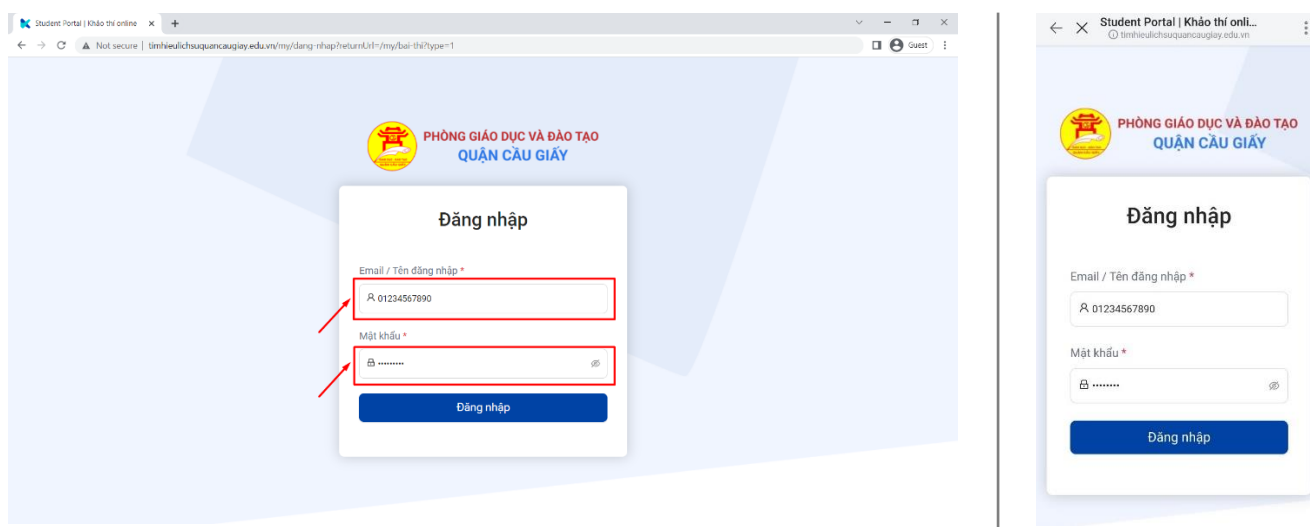 Student Portal | Khảo thí online
Not secure | timhieulichsuquancaugiay.edu.vn/my/dang-nhap?returnUrl=/my/bai-thi?type=1
Guest
PHÒNG GIÁO DỤC VÀ ĐÀO TẠO
QUẬN CẦU GIẤY
Đăng nhập
Email / Tên đăng nhập *
01234567890
Mật khẩu *
Đăng nhập
Student Portal | Khảo thí onli...
timhieulichsuquancaugiay.edu.vn
PHÒNG GIÁO DỤC VÀ ĐÀO TẠO
QUẬN CẦU GIẤY
Đăng nhập
Email / Tên đăng nhập *
01234567890
Mật khẩu *
Đăng nhập